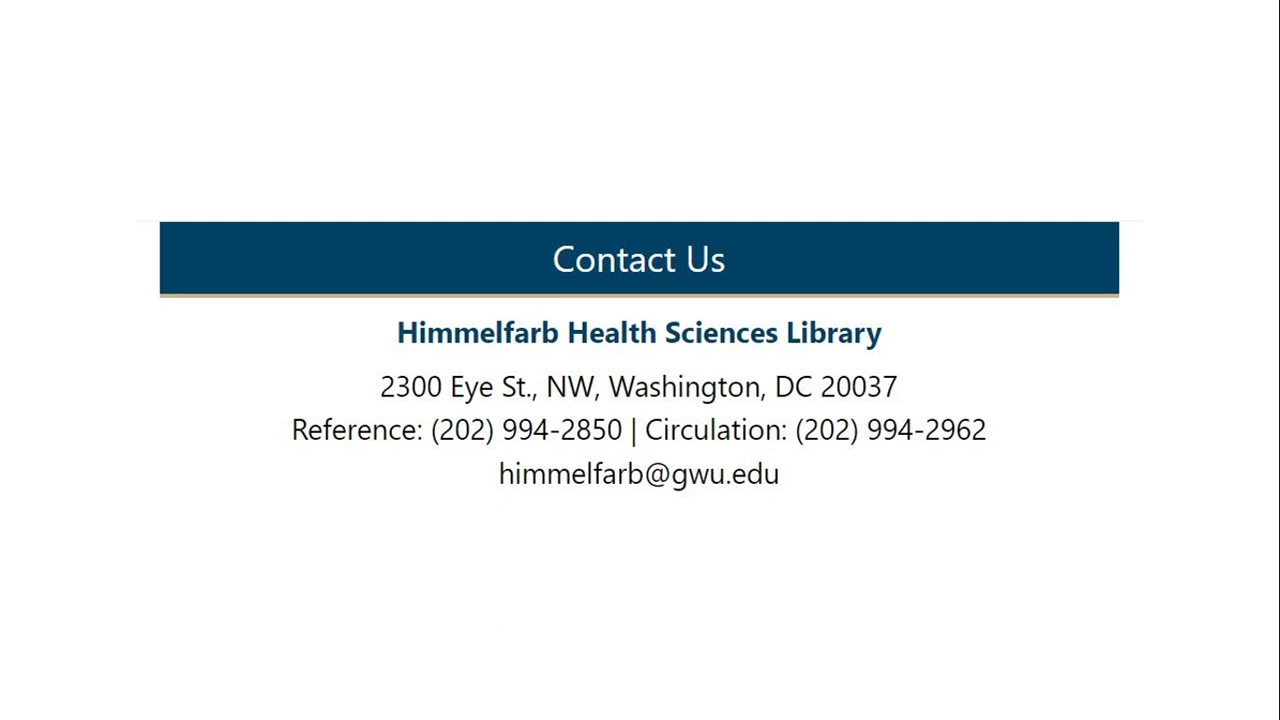 Contact Us
Himmelfarb Health Sciences Library
2300 Eye St., NW, Washington, DC 20037
Reference: (202) 994-2850 | Circulation: (202) 994-2962
himmelfarb@gwu.edu